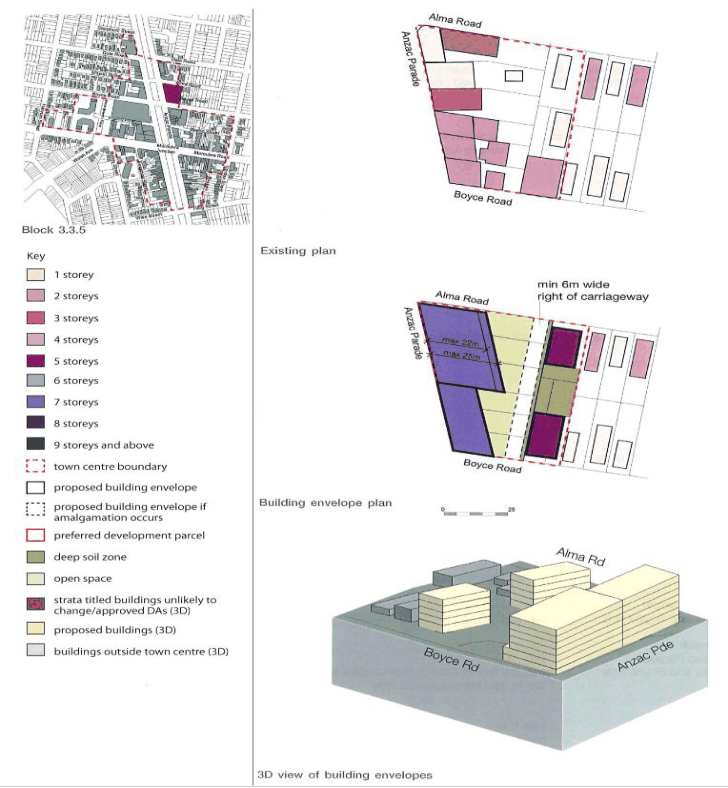 Block 3.3.5
Key
1 storey
2 storeys
3 storeys
4 storeys
5 storeys
6 storeys
7 storeys
8 storeys
9 storeys and above
town centre boundary
proposed building envelope
proposed building envelope if
amalgamation occurs
preferred development parcel
deep soil zone
open space
strata titled buildings unlikely to
change/approved DAs (3D)
proposed buildings (3D)
buildings outside town centre (3D)
Alma Road
Anzac Parade
Boyce Road
Existing plan
min 6m wide
right of carriageway
Alma Road
Anzac Parade
max 22m
max 25m
Boyce Road
Building envelope plan
0
25
Alma Rd
Boyce Rd
Anzac Pde
3D view of building envelopes